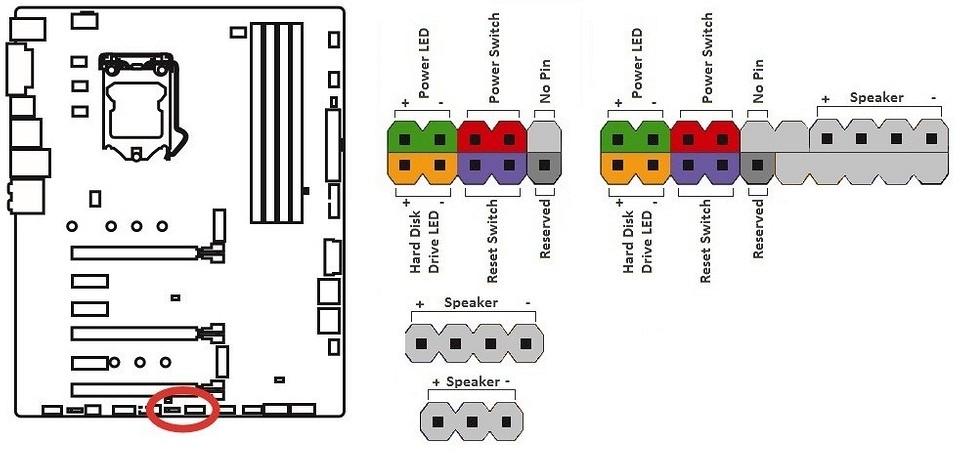 Power LED
Power Switch
No Pin
+ -
+ -
Hard Disk
Drive LED
Reset Switch
Reserved
Power LED
Power Switch
No Pin
+ Speaker -
+ -
+ -
Hard Disk
Drive LED
Reset Switch
Reserved
+ Speaker -
+ Speaker -